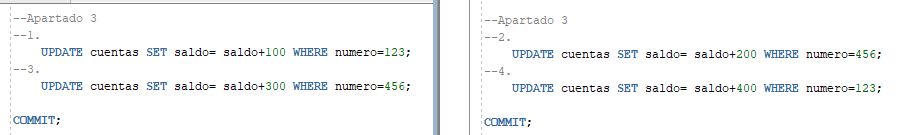 --Apartado 3
--1.
UPDATE cuentas SET saldo= saldo+100 WHERE numero=123;
--3.
UPDATE cuentas SET saldo= saldo+300 WHERE numero=456;
COMMIT;
--Apartado 3
--2.
UPDATE cuentas SET saldo= saldo+200 WHERE numero=456;
--4.
UPDATE cuentas SET saldo= saldo+400 WHERE numero=123;
COMMIT;